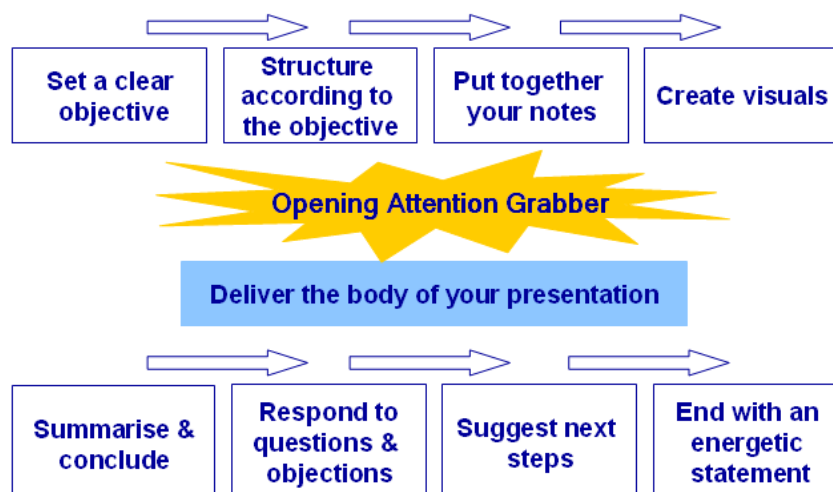 Set a clear
objective
Structure
according to
the objective
Put together
your notes
Create visuals
Opening Attention Grabber
Deliver the body of your presentation
Summarise &
conclude
Respond to
questions &
objections
Suggest next
steps
End with an
energetic
statement